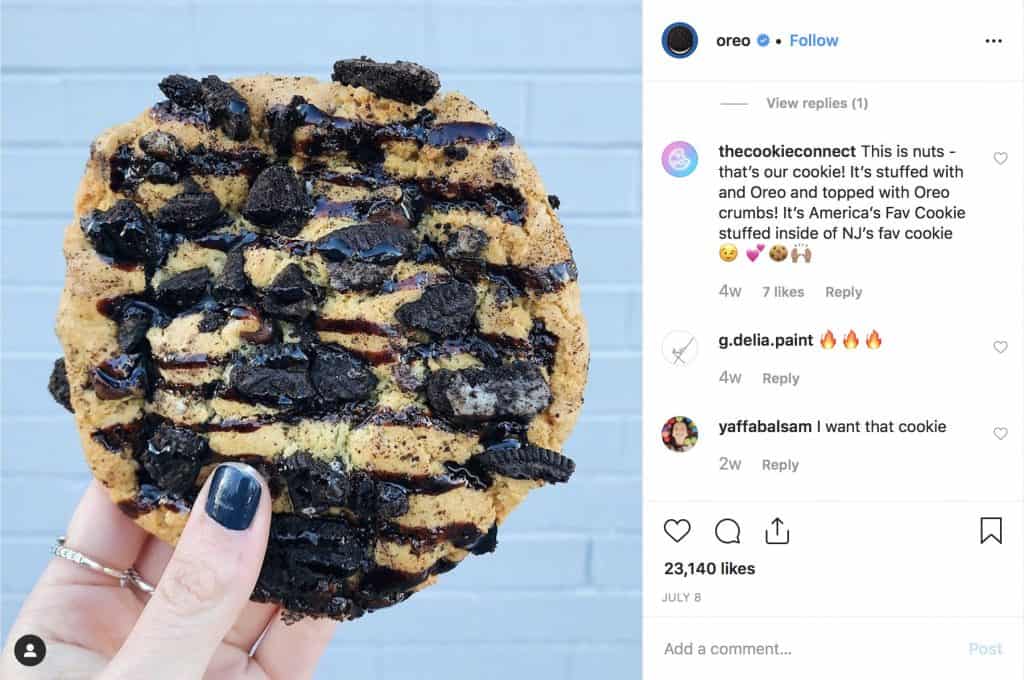 oreo • Follow
View replies (1)
thecookieconnect This is nuts -
that's our cookie! It's stuffed with
and Oreo and topped with Oreo
crumbs! It's America's Fav Cookie
stuffed inside of NJ's fav cookie
😉 💕🍪🙌🏽
4w 7 likes Reply
g.delia.paint 🔥🔥🔥
4w Reply
yaffabalsam I want that cookie
2w Reply
23,140 likes
JULY 8
Add a comment... Post